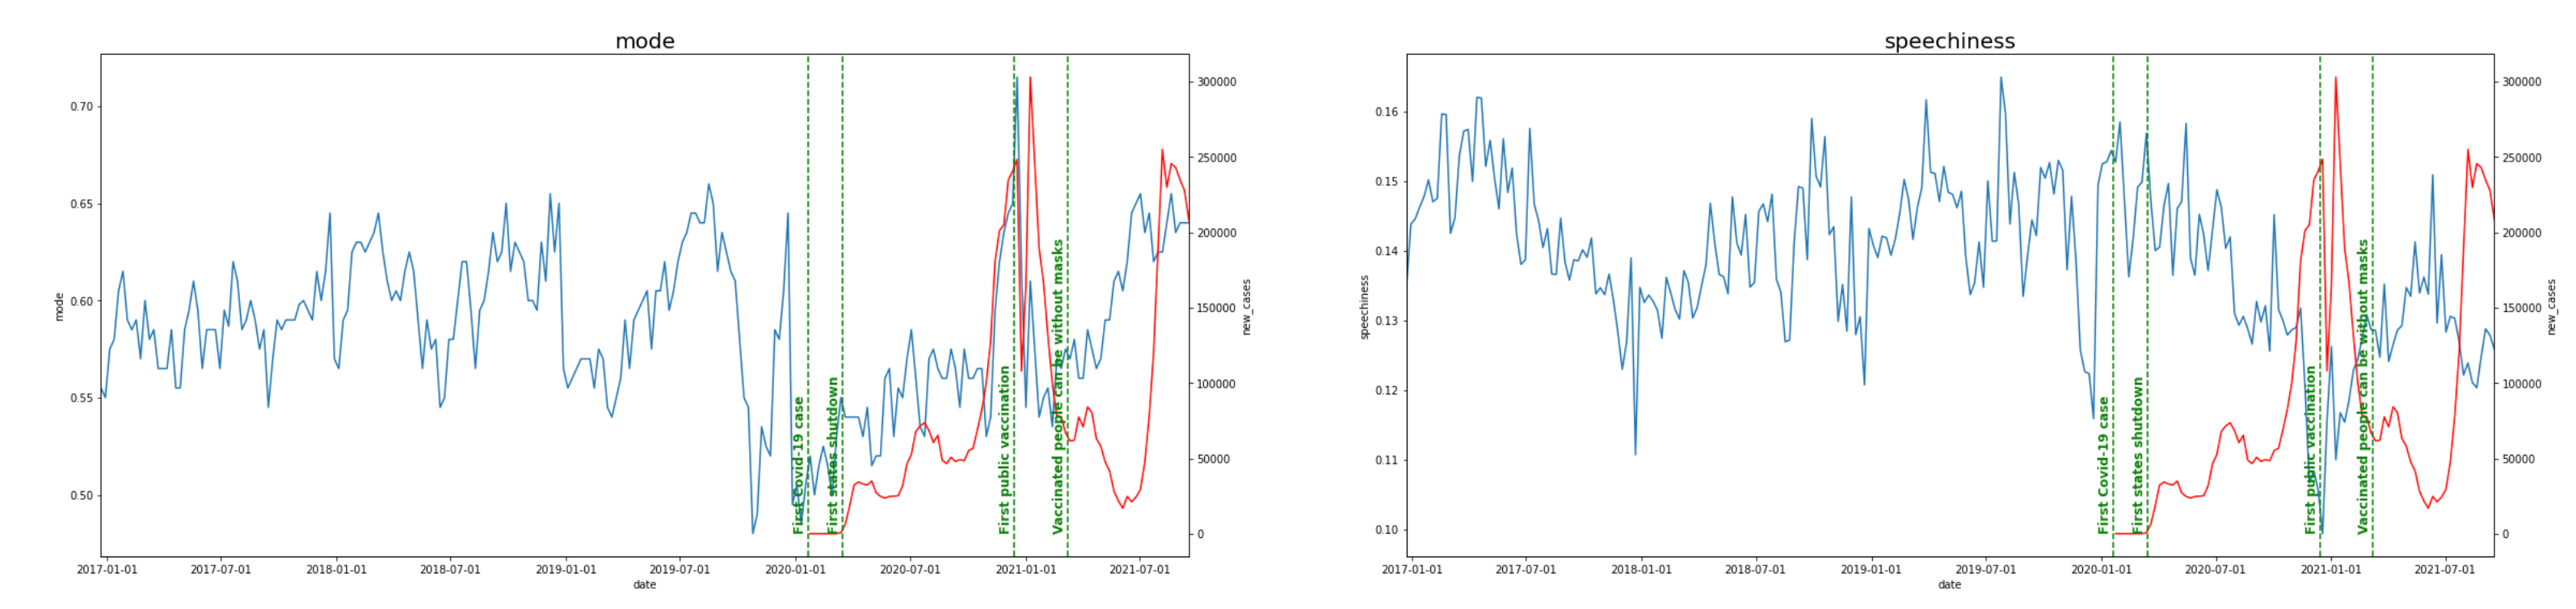 mode
0.70
0.65
0.60
0.55
0.50
mode
300000
250000
200000
150000
100000
50000
0
new_cases
First Covid-19 case
First states shutdown
First public vaccination
Vaccinated people can be without masks
2017-01-01 2017-07-01 2018-01-01 2018-07-01 2019-01-01 2019-07-01 2020-01-01 2020-07-01 2021-01-01 2021-07-01
date
speechiness
0.16
0.15
0.14
0.13
0.12
0.11
0.10
speechiness
300000
250000
200000
150000
100000
50000
0
new_cases
First Covid-19 case
First states shutdown
First public vaccination
Vaccinated people can be without masks
2017-01-01 2017-07-01 2018-01-01 2018-07-01 2019-01-01 2019-07-01 2020-01-01 2020-07-01 2021-01-01 2021-07-01
date